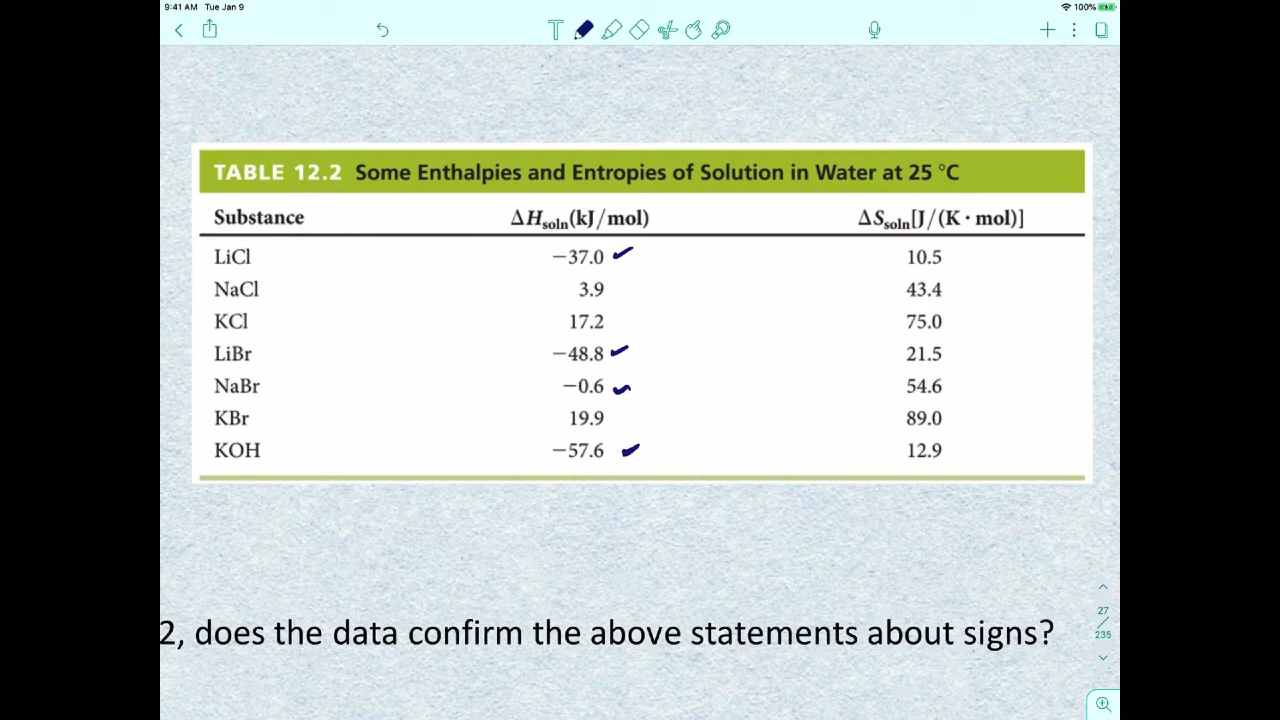 9:41 AM Tue Jan 9
100%
T
TABLE 12.2 Some Enthalpies and Entropies of Solution in Water at 25 °C
Substance ΔHsoln(kJ/mol) ΔSsoln[J/(K · mol)]
LiCl −37.0 10.5
NaCl 3.9 43.4
KCl 17.2 75.0
LiBr −48.8 21.5
NaBr −0.6 54.6
KBr 19.9 89.0
KOH −57.6 12.9
27
/
235
2, does the data confirm the above statements about signs?